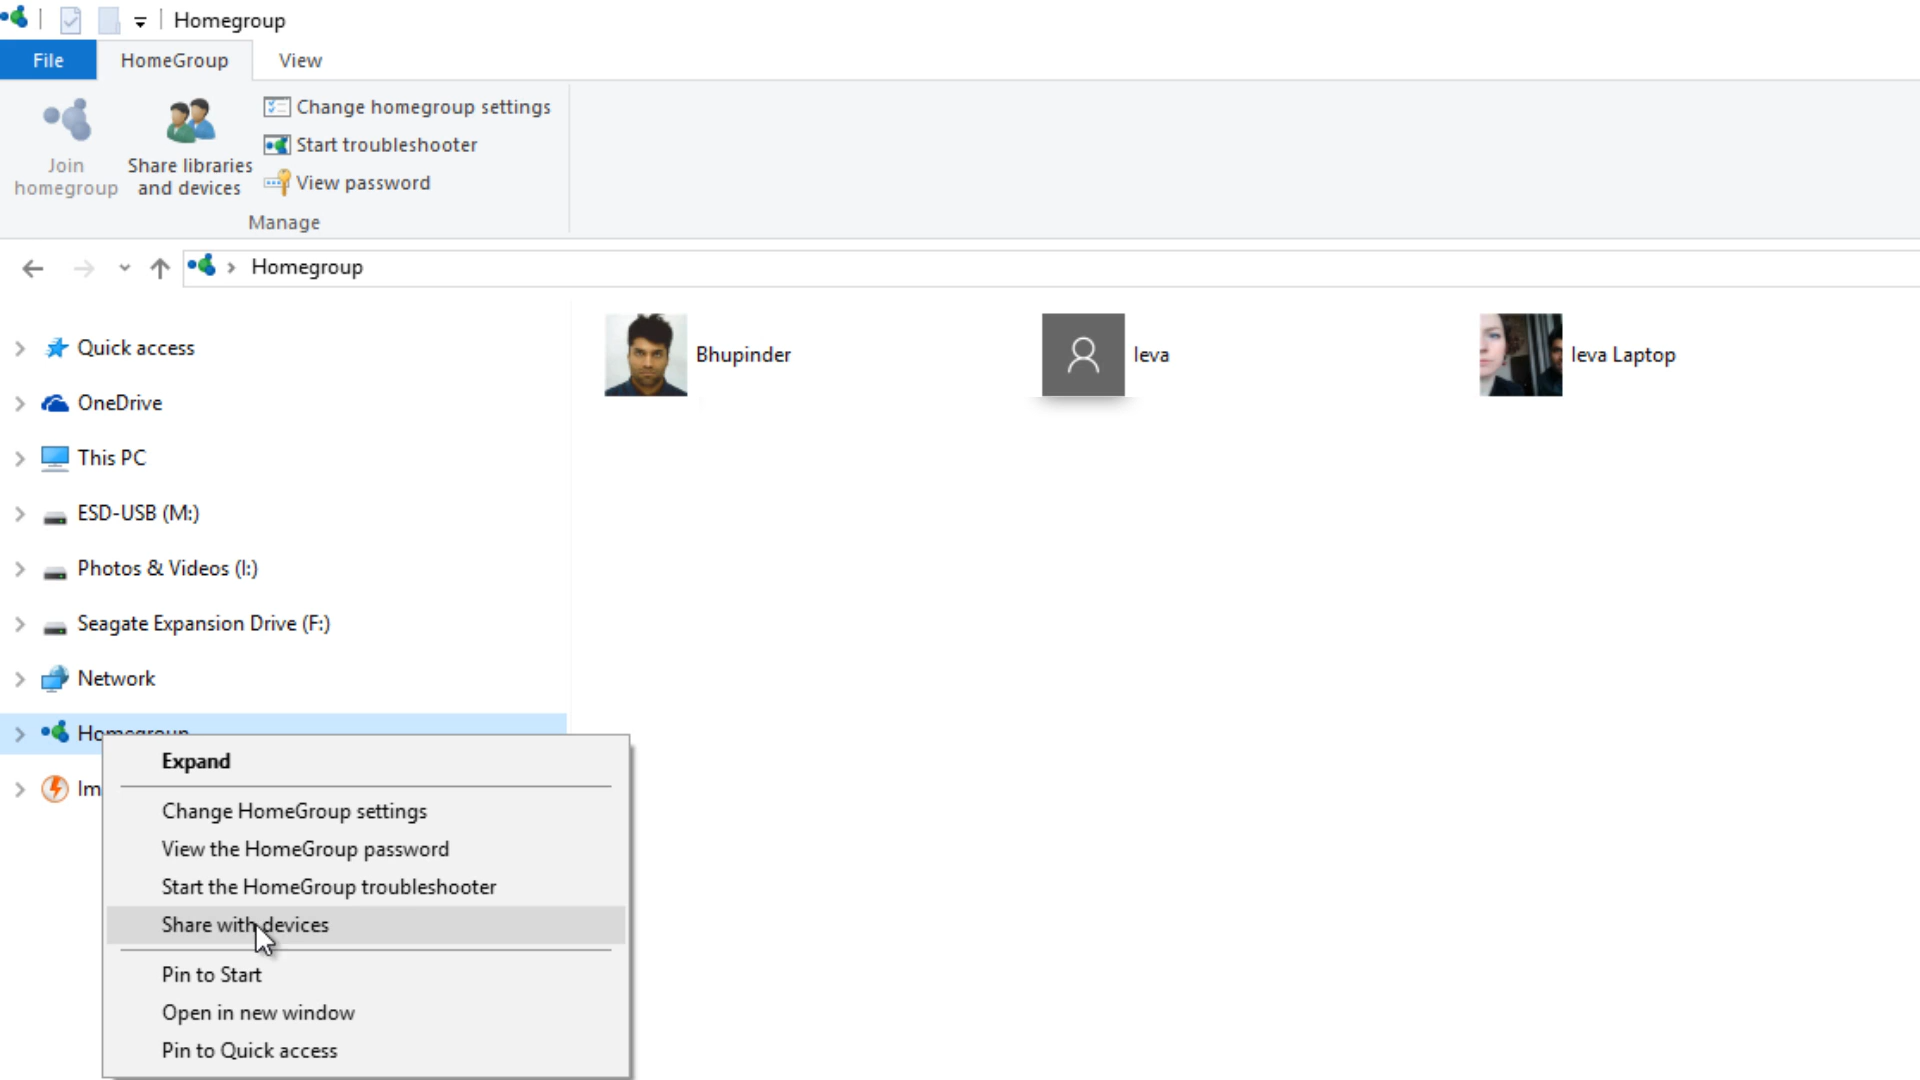 Homegroup
File
HomeGroup
View
Join
homegroup
Share libraries
and devices
Change homegroup settings
Start troubleshooter
View password
Manage
Homegroup
Quick access
OneDrive
This PC
ESD-USB (M:)
Photos & Videos (I:)
Seagate Expansion Drive (F:)
Network
Homegroup
Im
Bhupinder
Ieva
Ieva Laptop
Expand
Change HomeGroup settings
View the HomeGroup password
Start the HomeGroup troubleshooter
Share with devices
Pin to Start
Open in new window
Pin to Quick access